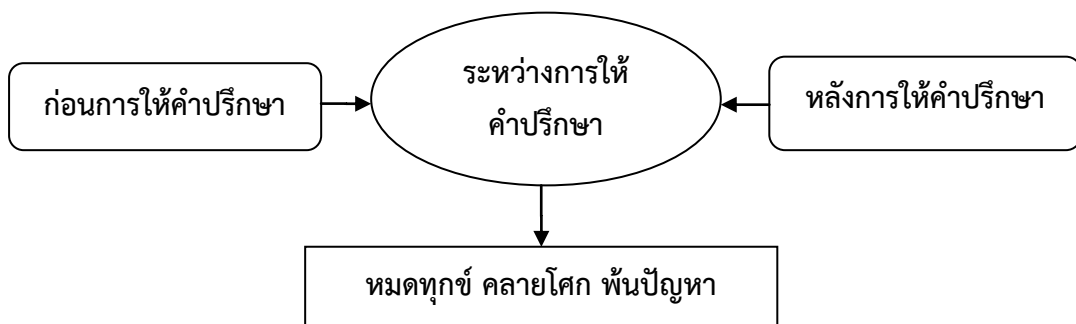 ก่อนการให้คำปรึกษา
ระหว่างการให้
คำปรึกษา
หลังการให้คำปรึกษา
หมดทุกข์ คลายโศก พ้นปัญหา